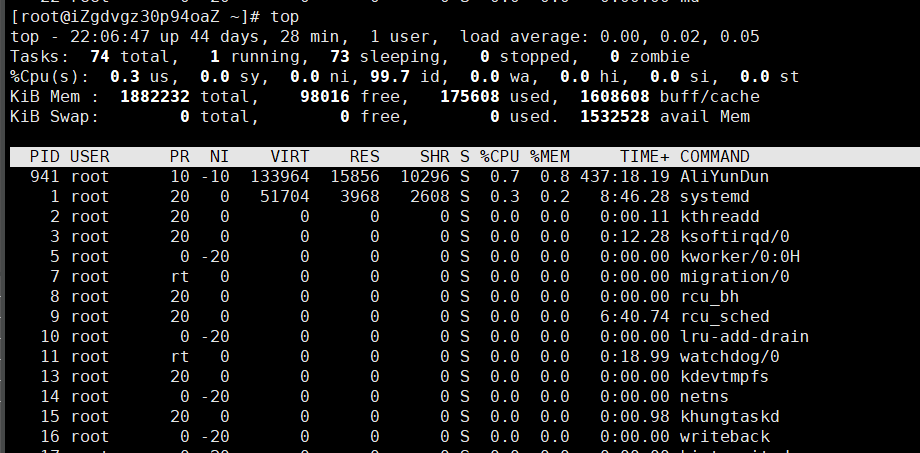 [root@iZgdvgz30p94oaZ ~]# top
top - 22:06:47 up 44 days, 28 min,  1 user,  load average: 0.00, 0.02, 0.05
Tasks:  74 total,   1 running,  73 sleeping,   0 stopped,   0 zombie
%Cpu(s):  0.3 us,  0.0 sy,  0.0 ni, 99.7 id,  0.0 wa,  0.0 hi,  0.0 si,  0.0 st
KiB Mem :  1882232 total,    98016 free,   175608 used,  1608608 buff/cache
KiB Swap:        0 total,        0 free,        0 used.  1532528 avail Mem
  PID USER      PR  NI    VIRT    RES    SHR S %CPU %MEM     TIME+ COMMAND
  941 root      10 -10  133964  15856  10296 S  0.7  0.8 437:18.19 AliYunDun
    1 root      20   0   51704   3968   2608 S  0.3  0.2   8:46.28 systemd
    2 root      20   0       0      0      0 S  0.0  0.0   0:00.11 kthreadd
    3 root      20   0       0      0      0 S  0.0  0.0   0:12.28 ksoftirqd/0
    5 root       0 -20       0      0      0 S  0.0  0.0   0:00.00 kworker/0:0H
    7 root      rt   0       0      0      0 S  0.0  0.0   0:00.00 migration/0
    8 root      20   0       0      0      0 S  0.0  0.0   0:00.00 rcu_bh
    9 root      20   0       0      0      0 S  0.0  0.0   6:40.74 rcu_sched
   10 root       0 -20       0      0      0 S  0.0  0.0   0:00.00 lru-add-drain
   11 root      rt   0       0      0      0 S  0.0  0.0   0:18.99 watchdog/0
   13 root      20   0       0      0      0 S  0.0  0.0   0:00.00 kdevtmpfs
   14 root       0 -20       0      0      0 S  0.0  0.0   0:00.00 netns
   15 root      20   0       0      0      0 S  0.0  0.0   0:00.98 khungtaskd
   16 root       0 -20       0      0      0 S  0.0  0.0   0:00.00 writeback